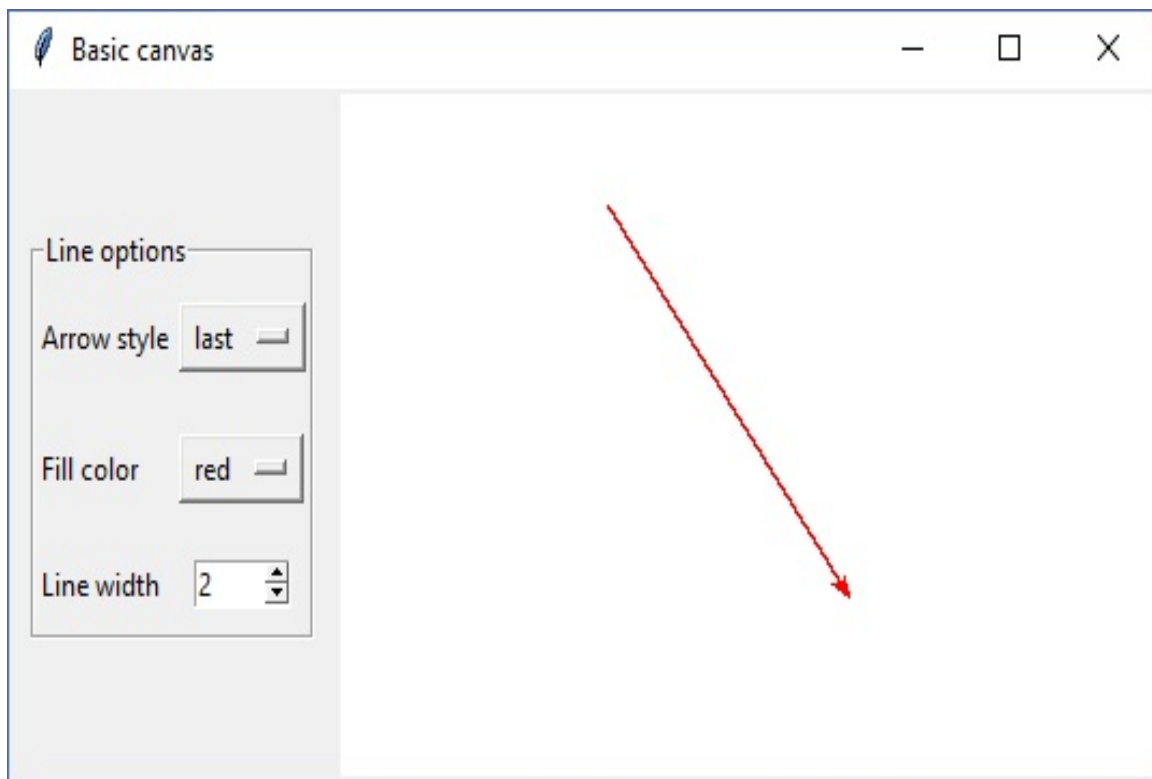 Basic canvas
Line options
Arrow style last
Fill color red
Line width 2